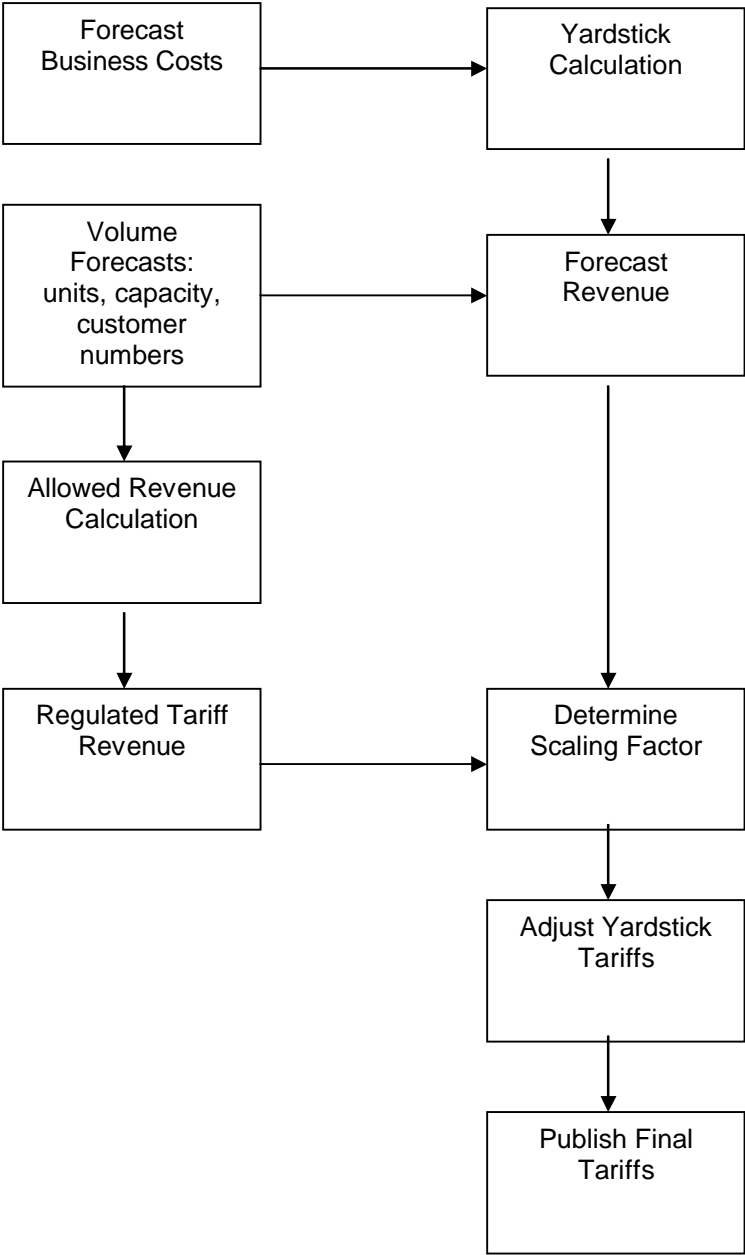 Forecast
Business Costs
Yardstick
Calculation
Volume
Forecasts:
units, capacity,
customer
numbers
Forecast
Revenue
Allowed Revenue
Calculation
Regulated Tariff
Revenue
Determine
Scaling Factor
Adjust Yardstick
Tariffs
Publish Final
Tariffs